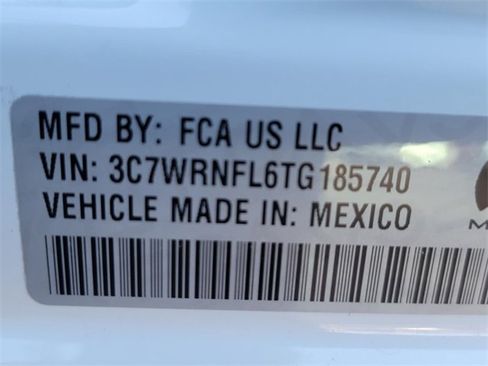 MFD BY: FCA US LLC
VIN: 3C7WRNFL6TG185740
VEHICLE MADE IN: MEXICO